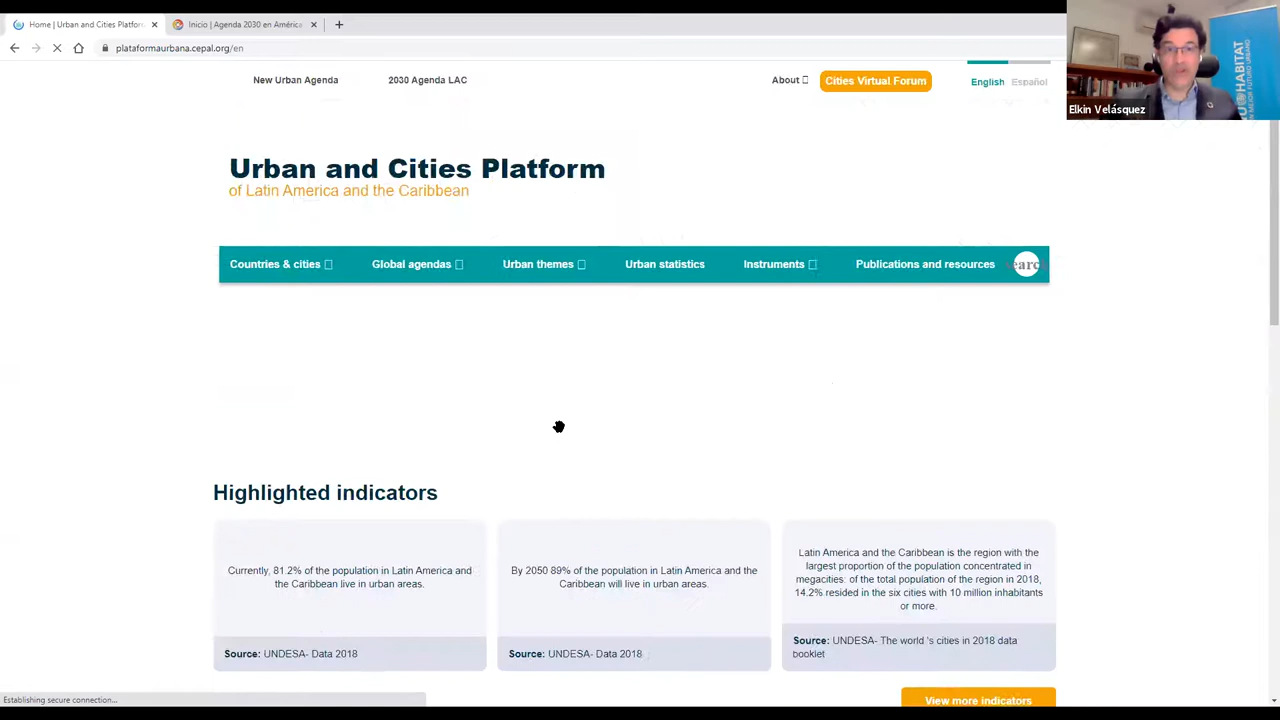 Home | Urban and Cities Platfor
Inicio | Agenda 2030 en América
plataformaurbana.cepal.org/en
New Urban Agenda
2030 Agenda LAC
About
Cities Virtual Forum
English
Español
HABITAT
Elkin Velásquez
Urban and Cities Platform
of Latin America and the Caribbean
Countries & cities
Global agendas
Urban themes
Urban statistics
Instruments
Publications and resources
Highlighted indicators
Currently, 81.2% of the population in Latin America and
the Caribbean live in urban areas.
Source: UNDESA- Data 2018
By 2050 89% of the population in Latin America and the
Caribbean will live in urban areas.
Source: UNDESA- Data 2018
Latin America and the Caribbean is the region with the
largest proportion of the population concentrated in
megacities: of the total population of the region in 2018,
14.2% resided in the six cities with 10 million inhabitants
or more.
Source: UNDESA- The world 's cities in 2018 data
booklet
View more indicators
Establishing secure connection...